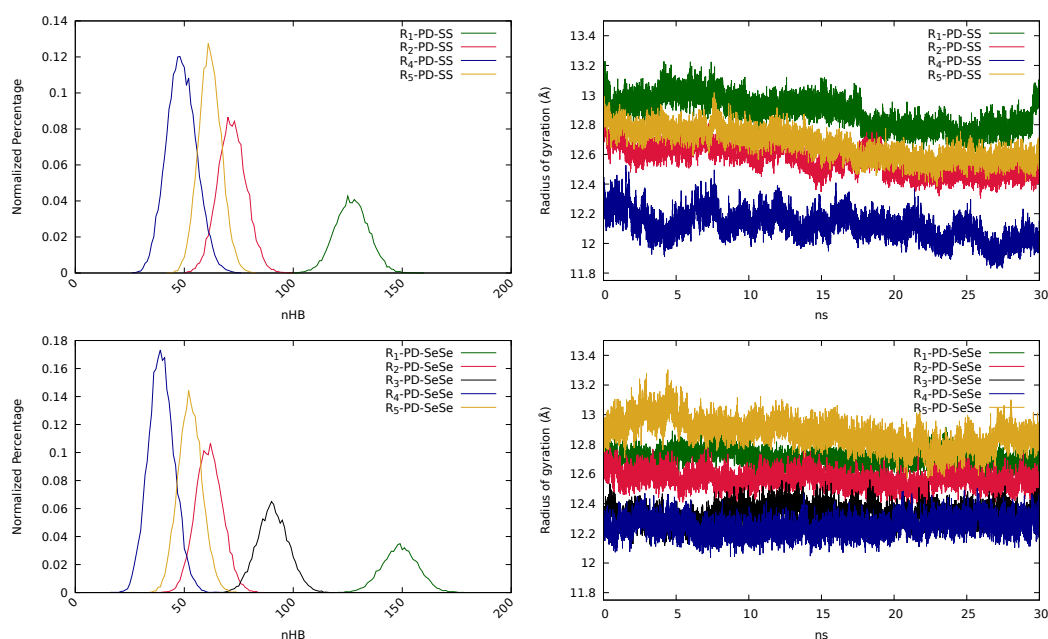 0.14
0.12
0.1
0.08
0.06
0.04
0.02
0
0
50
100
150
200
Normalized Percentage
nHB
R₁-PD-SS
R₂-PD-SS
R₄-PD-SS
R₅-PD-SS
13.4
13.2
13
12.8
12.6
12.4
12.2
12
11.8
0
5
10
15
20
25
30
Radius of gyration (Å)
ns
R₁-PD-SS
R₂-PD-SS
R₄-PD-SS
R₅-PD-SS
0.18
0.16
0.14
0.12
0.1
0.08
0.06
0.04
0.02
0
0
50
100
150
200
Normalized Percentage
nHB
R₁-PD-SeSe
R₂-PD-SeSe
R₃-PD-SeSe
R₄-PD-SeSe
R₅-PD-SeSe
13.4
13.2
13
12.8
12.6
12.4
12.2
12
11.8
0
5
10
15
20
25
30
Radius of gyration (Å)
ns
R₁-PD-SeSe
R₂-PD-SeSe
R₃-PD-SeSe
R₄-PD-SeSe
R₅-PD-SeSe